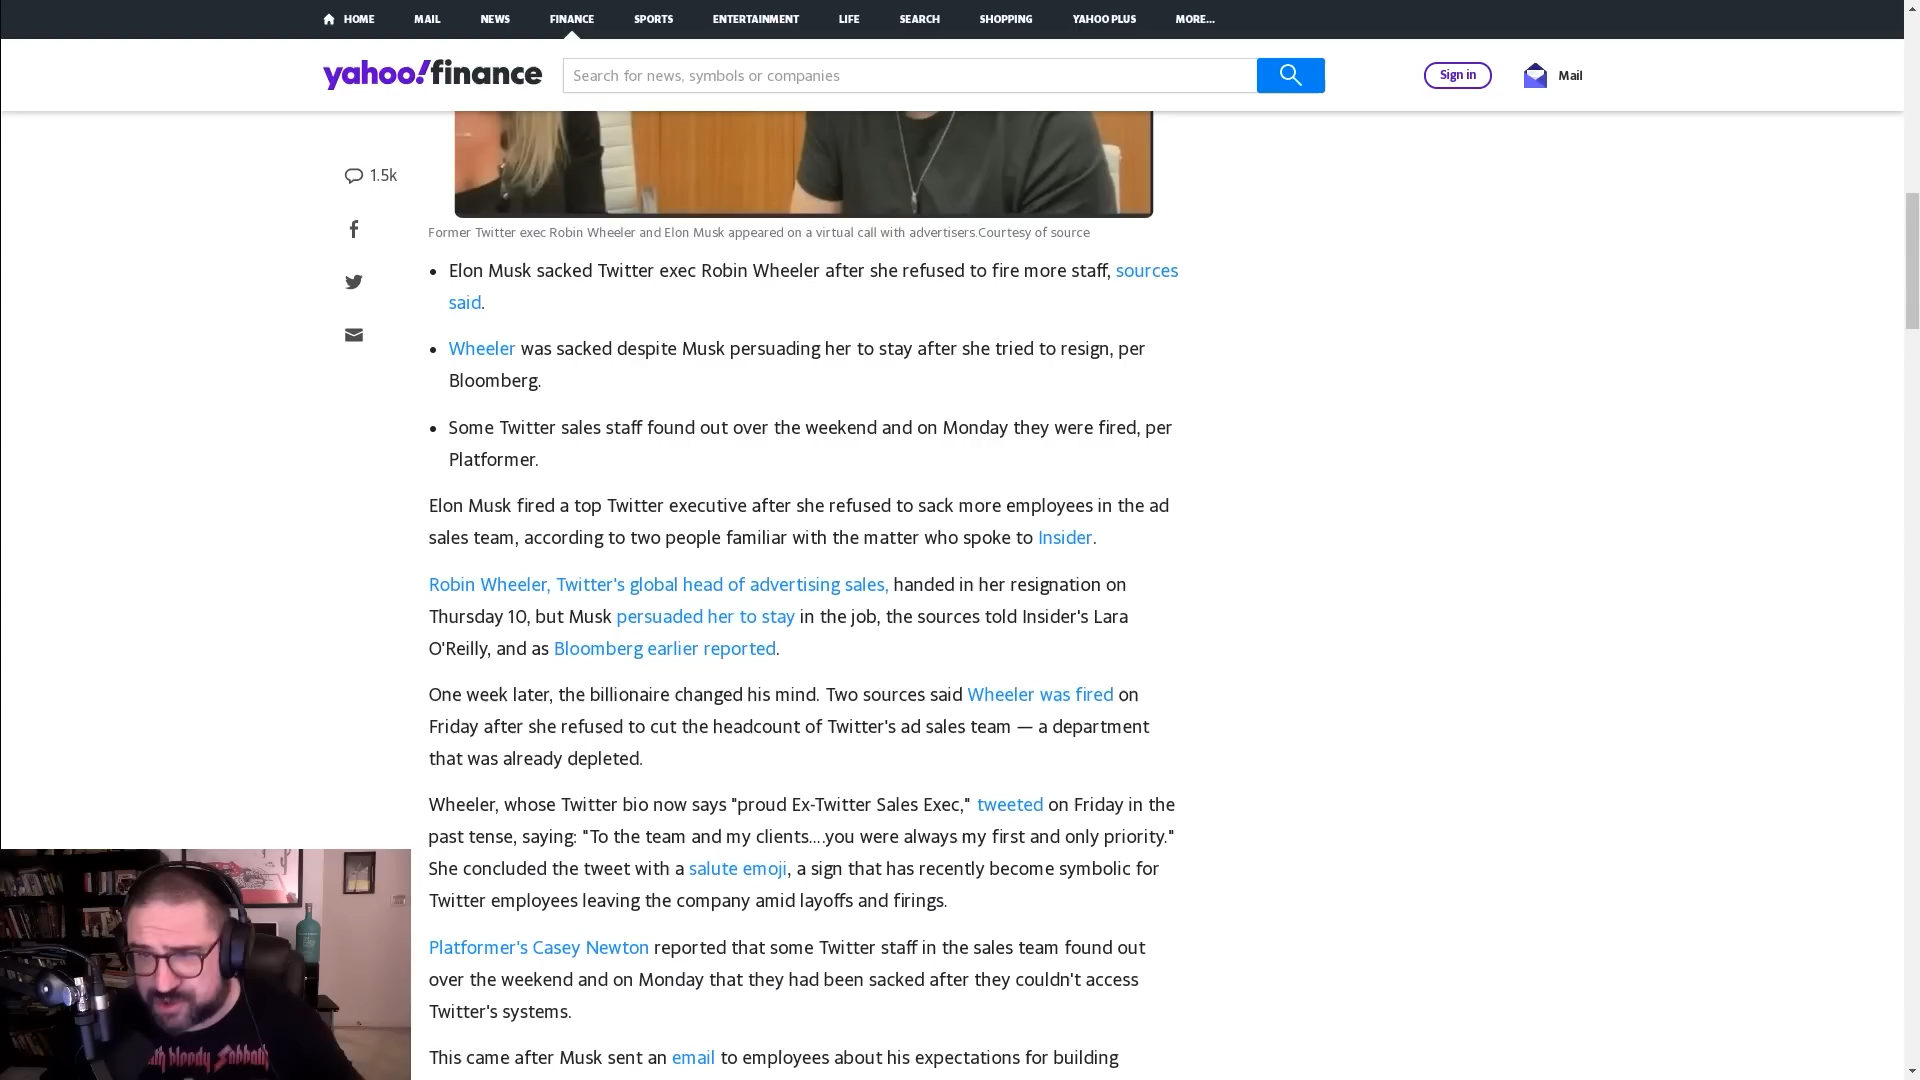 HOME MAIL NEWS FINANCE SPORTS ENTERTAINMENT LIFE SEARCH SHOPPING YAHOO PLUS MORE...
yahoo!finance Search for news, symbols or companies Sign in Mail
1.5k
Former Twitter exec Robin Wheeler and Elon Musk appeared on a virtual call with advertisers.Courtesy of source
• Elon Musk sacked Twitter exec Robin Wheeler after she refused to fire more staff, sources
said.
• Wheeler was sacked despite Musk persuading her to stay after she tried to resign, per
Bloomberg.
• Some Twitter sales staff found out over the weekend and on Monday they were fired, per
Platformer.
Elon Musk fired a top Twitter executive after she refused to sack more employees in the ad
sales team, according to two people familiar with the matter who spoke to Insider.
Robin Wheeler, Twitter's global head of advertising sales, handed in her resignation on
Thursday 10, but Musk persuaded her to stay in the job, the sources told Insider's Lara
O'Reilly, and as Bloomberg earlier reported.
One week later, the billionaire changed his mind. Two sources said Wheeler was fired on
Friday after she refused to cut the headcount of Twitter's ad sales team — a department
that was already depleted.
Wheeler, whose Twitter bio now says "proud Ex-Twitter Sales Exec," tweeted on Friday in the
past tense, saying: "To the team and my clients....you were always my first and only priority."
She concluded the tweet with a salute emoji, a sign that has recently become symbolic for
Twitter employees leaving the company amid layoffs and firings.
Platformer's Casey Newton reported that some Twitter staff in the sales team found out
over the weekend and on Monday that they had been sacked after they couldn't access
Twitter's systems.
This came after Musk sent an email to employees about his expectations for building
bloody Sabbath